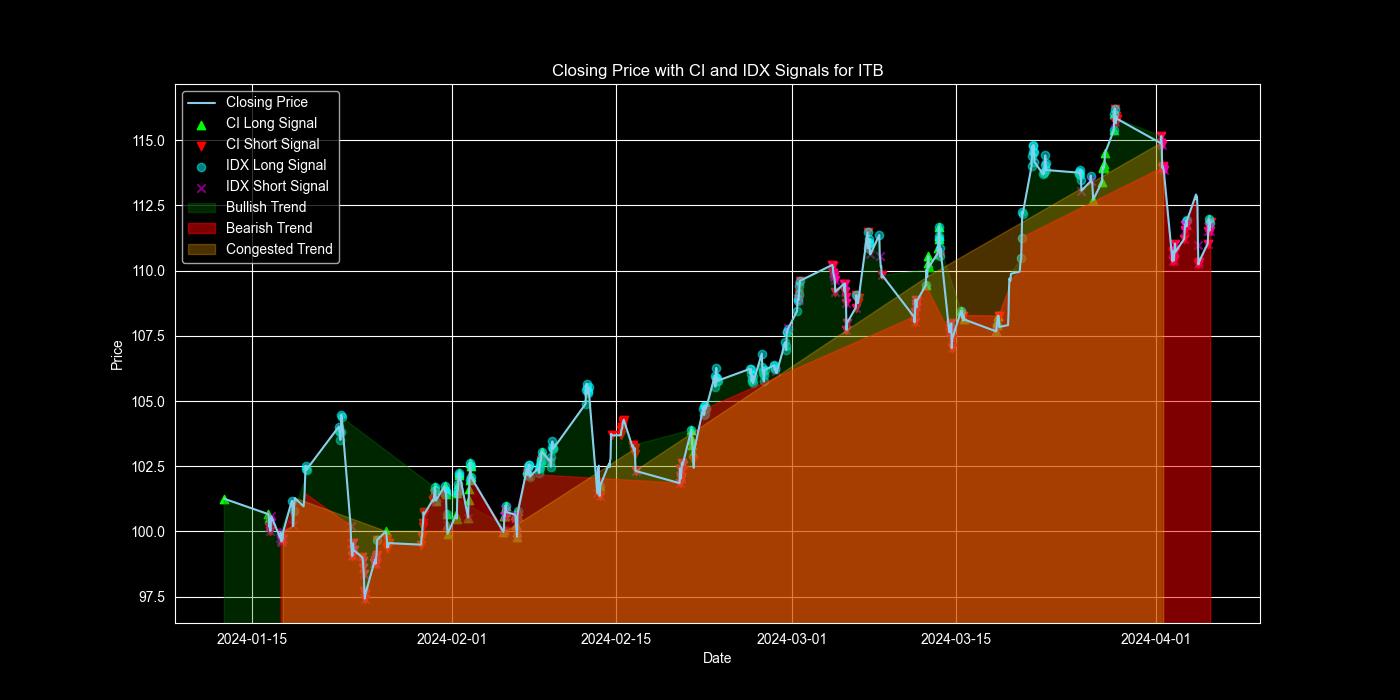 Closing Price with CI and IDX Signals for ITB
Closing Price
CI Long Signal
CI Short Signal
IDX Long Signal
IDX Short Signal
Bullish Trend
Bearish Trend
Congested Trend
115.0
112.5
110.0
107.5
105.0
102.5
100.0
97.5
Price
2024-01-15 2024-02-01 2024-02-15 2024-03-01 2024-03-15 2024-04-01
Date